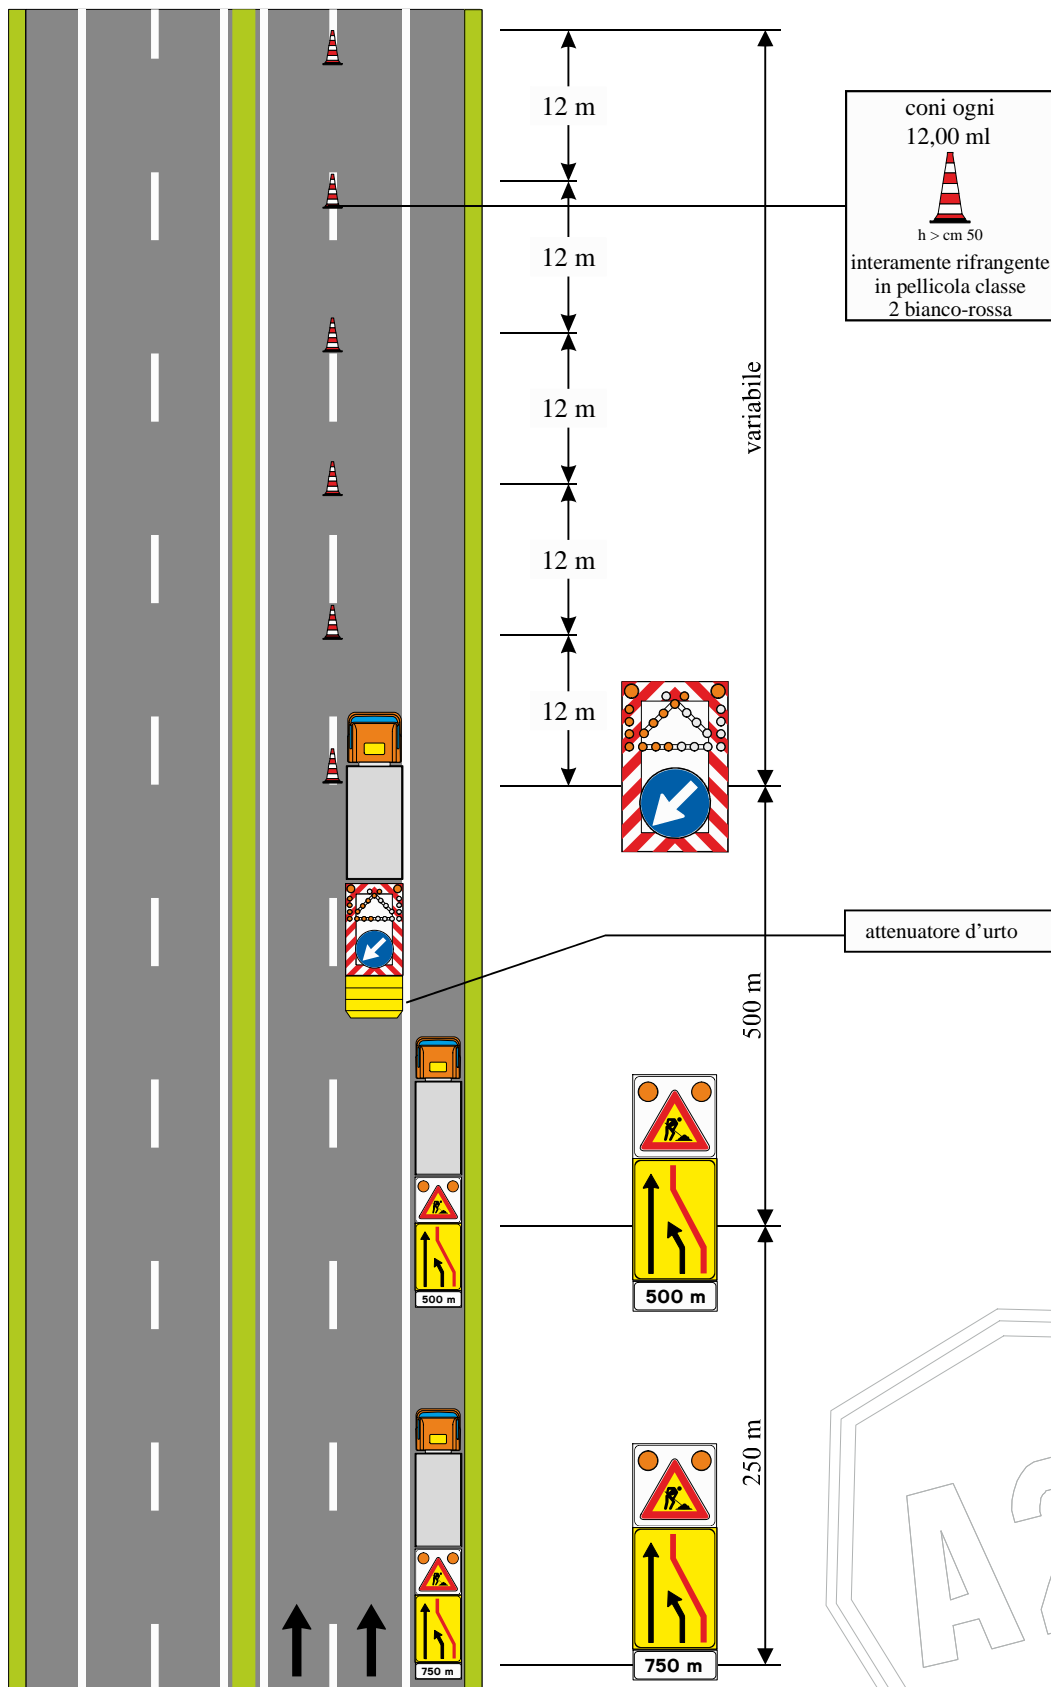 12 m
coni ogni
12,00 ml
h > cm 50
interamente rifrangente
in pellicola classe
2 bianco-rossa
12 m
variabile
12 m
12 m
12 m
attenuatore d’urto
500 m
500 m
500 m
250 m
750 m
750 m
A2